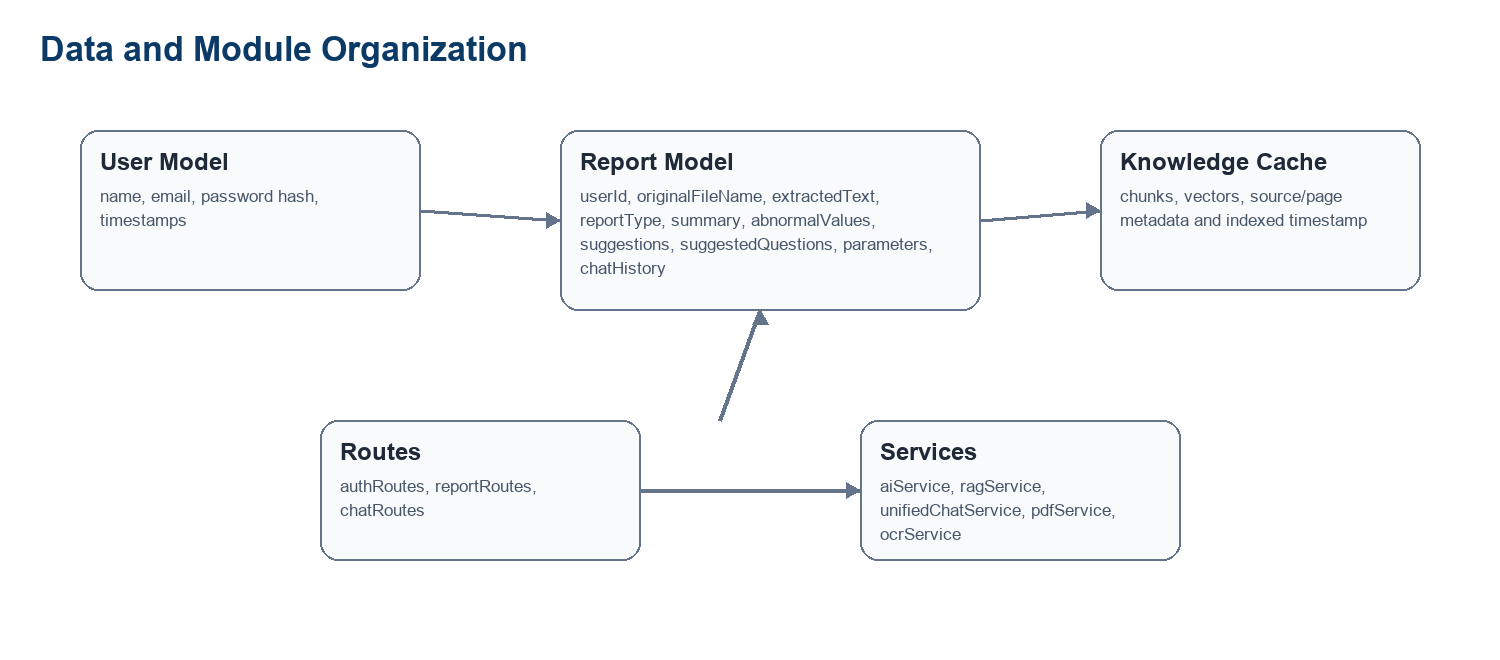 Data and Module Organization
User Model
name, email, password hash,
timestamps
Report Model
userId, originalFileName, extractedText,
reportType, summary, abnormalValues,
suggestions, suggestedQuestions, parameters,
chatHistory
Knowledge Cache
chunks, vectors, source/page
metadata and indexed timestamp
Routes
authRoutes, reportRoutes,
chatRoutes
Services
aiService, ragService,
unifiedChatService, pdfService,
ocrService